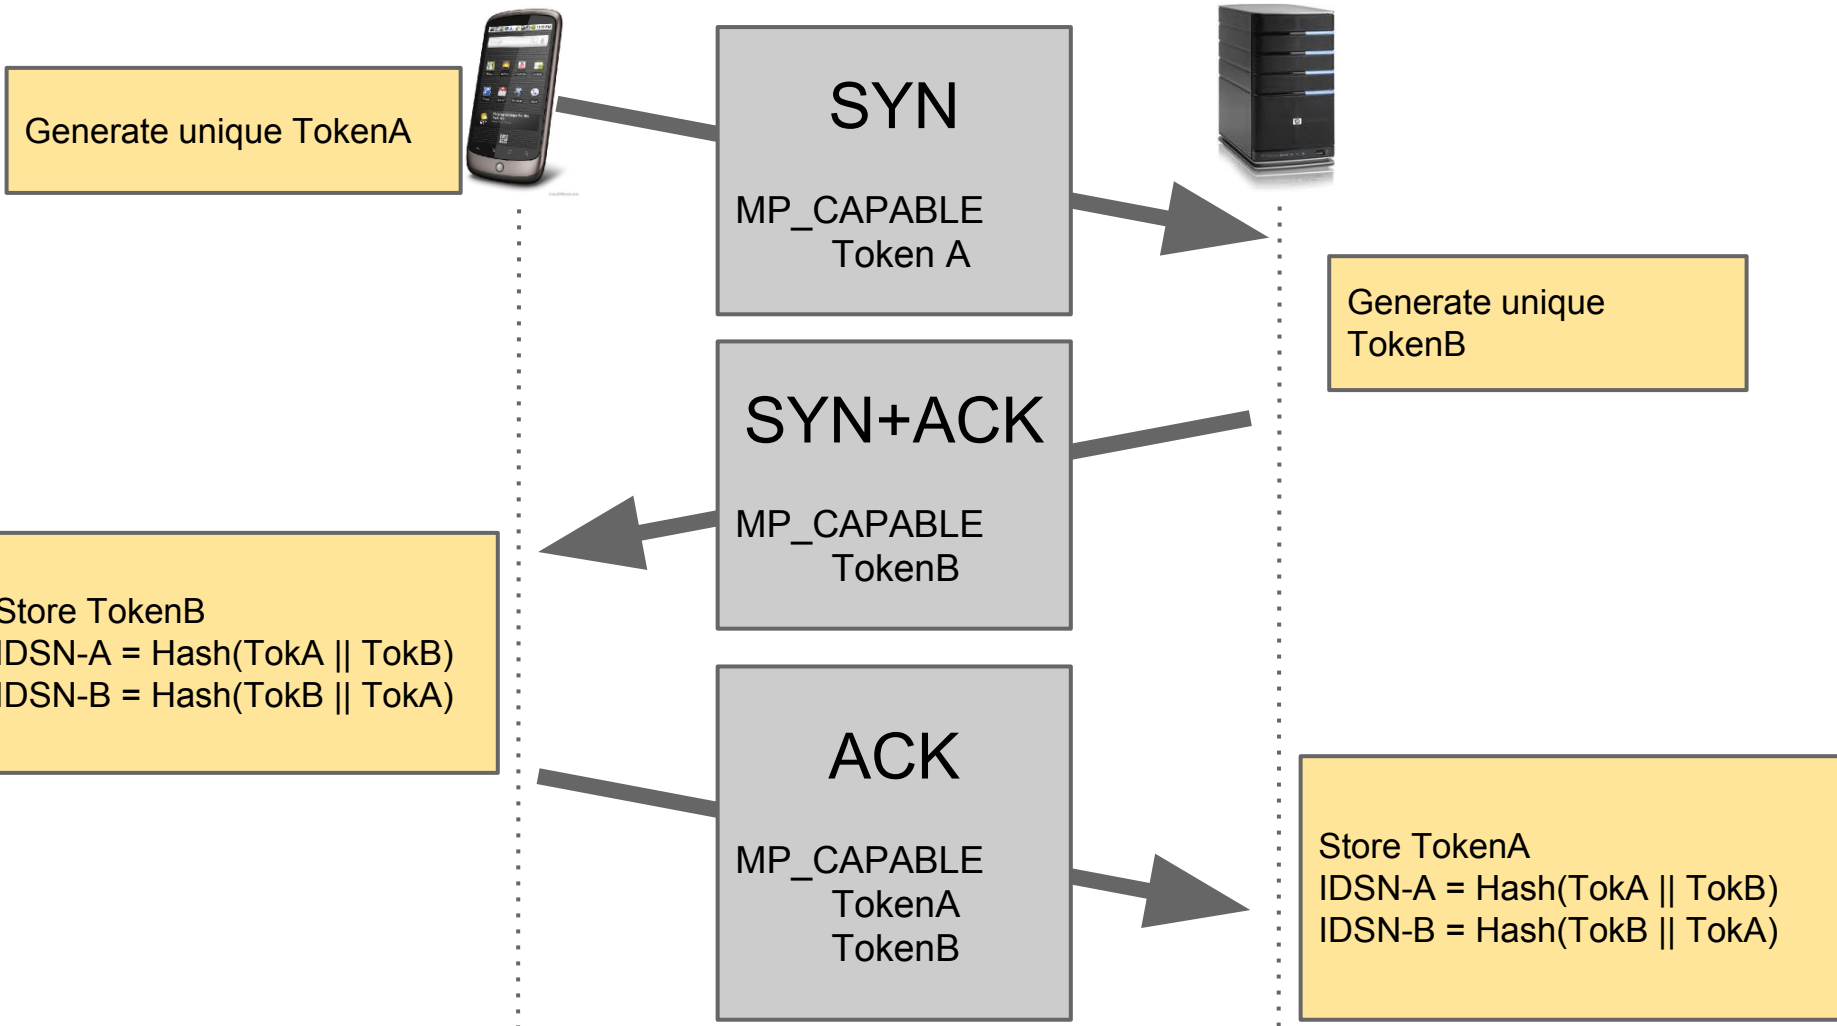 Generate unique TokenA
SYN
MP_CAPABLE
Token A
Generate unique
TokenB
SYN+ACK
MP_CAPABLE
TokenB
Store TokenB
IDSN-A = Hash(TokA || TokB)
IDSN-B = Hash(TokB || TokA)
ACK
MP_CAPABLE
TokenA
TokenB
Store TokenA
IDSN-A = Hash(TokA || TokB)
IDSN-B = Hash(TokB || TokA)